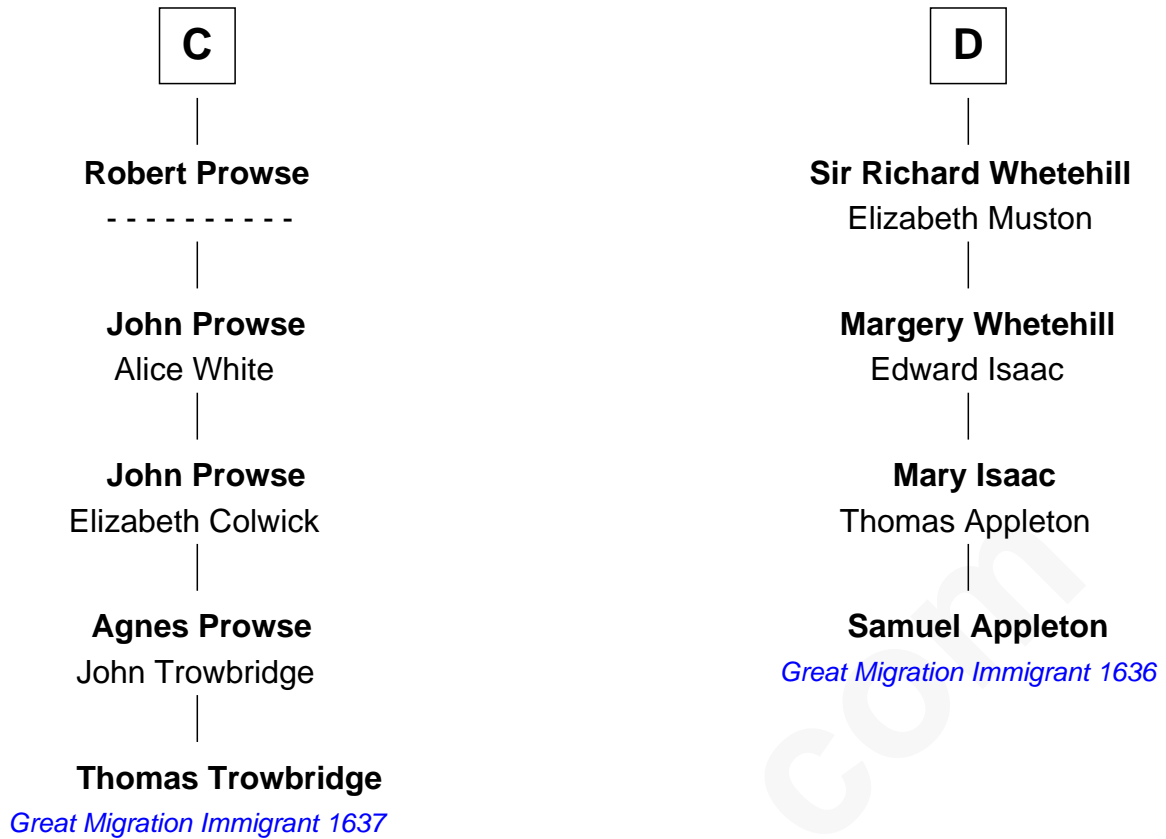 C
Robert Prowse
- - - - - - - - - -
John Prowse
Alice White
John Prowse
Elizabeth Colwick
Agnes Prowse
John Trowbridge
Thomas Trowbridge
Great Migration Immigrant 1637
D
Sir Richard Whetehill
Elizabeth Muston
Margery Whetehill
Edward Isaac
Mary Isaac
Thomas Appleton
Samuel Appleton
Great Migration Immigrant 1636
com